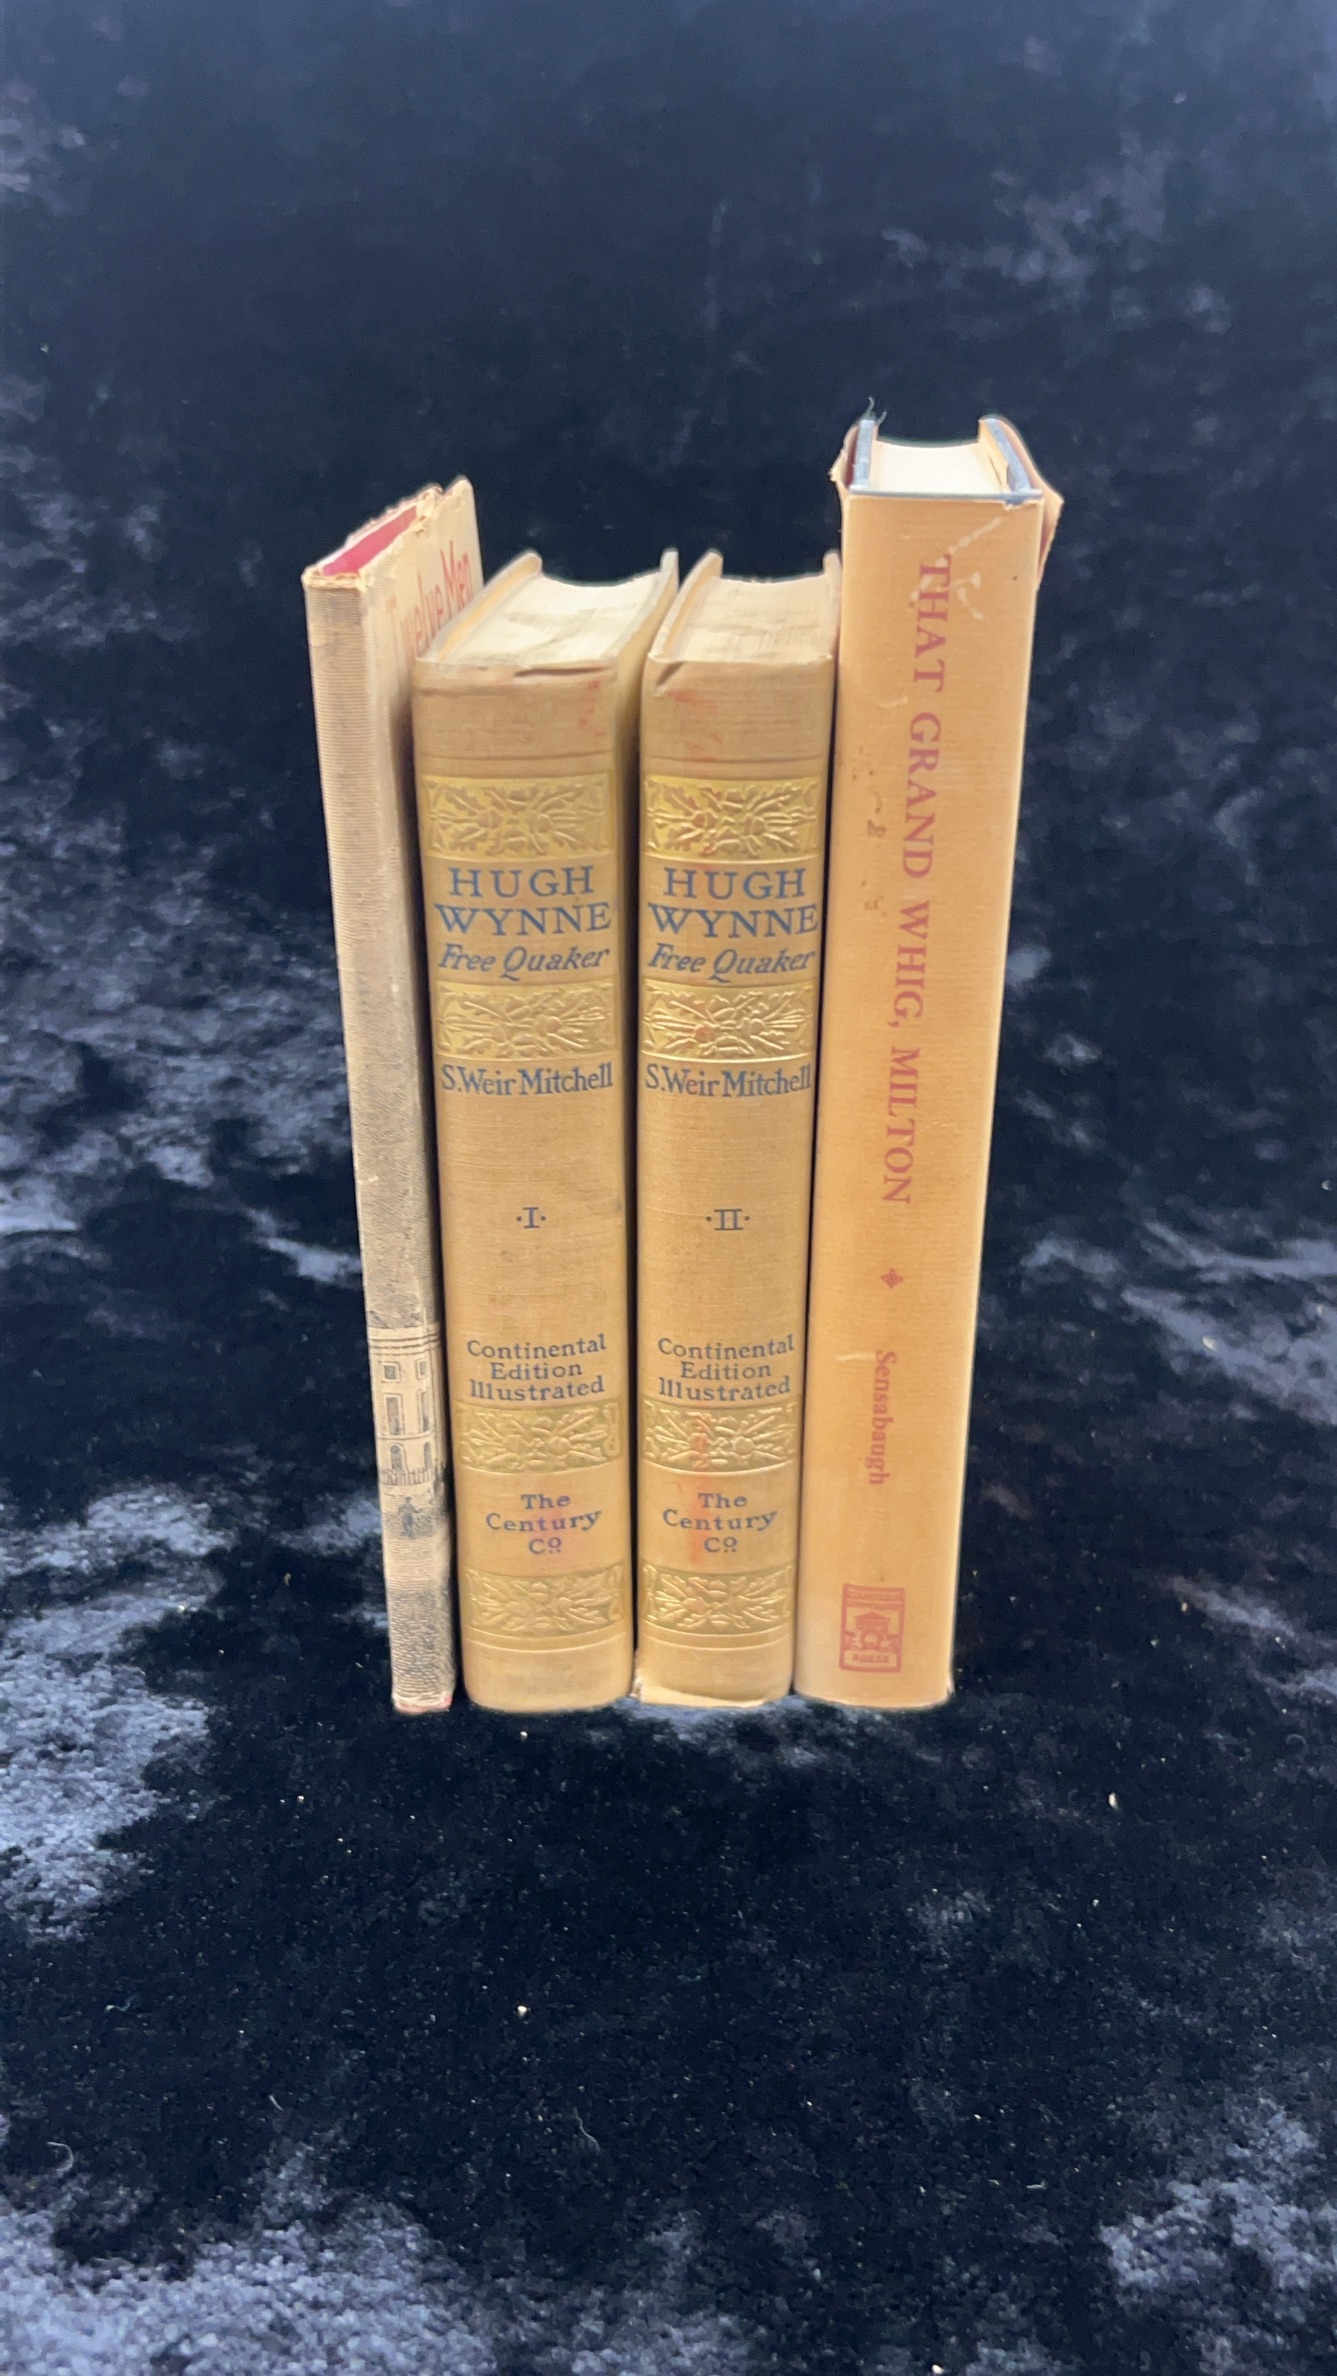 Twelve Men
HUGH
WYNNE
Free Quaker
S.Weir Mitchell
·I·
Continental
Edition
Illustrated
The
Century
Co.
HUGH
WYNNE
Free Quaker
S.Weir Mitchell
·II·
Continental
Edition
Illustrated
The
Century
Co.
THAT GRAND WHIG, MILTON
Sensabaugh
PRESS